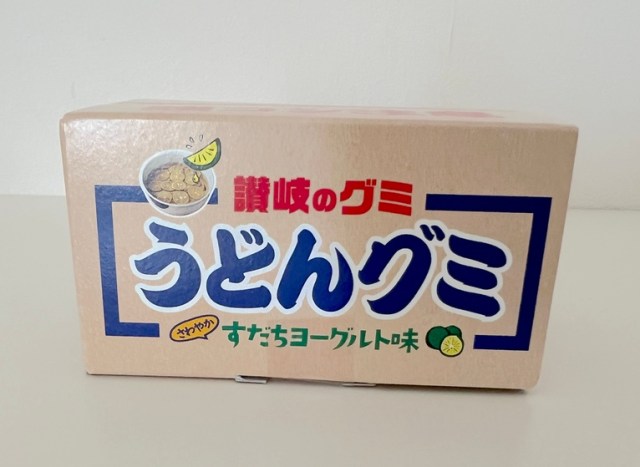 讃岐のグミ
うどんグミ
さわやか
すだちヨーグルト味